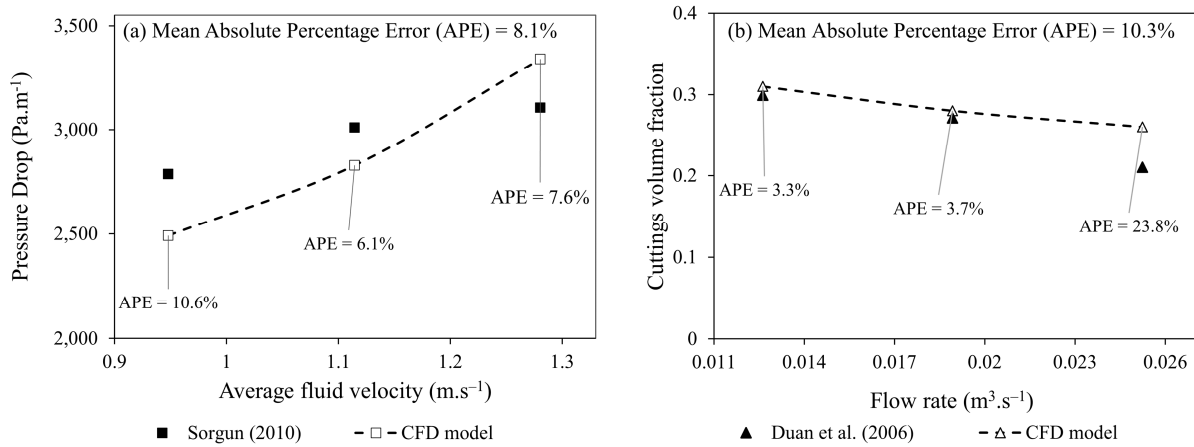 (a) Mean Absolute Percentage Error (APE) = 8.1%
3,500
3,000
2,500
2,000
Pressure Drop (Pa.m⁻¹)
APE = 7.6%
APE = 6.1%
APE – 10.6%
0.9 1 1.1 1.2 1.3
Average fluid velocity (m.s⁻¹)
Sorgun (2010) CFD model
(b) Mean Absolute Percentage Error (APE) = 10.3%
0.4
0.3
0.2
0.1
0
Cuttings volume fraction
APE = 3.3%
APE = 3.7%
APE = 23.8%
0.011 0.014 0.017 0.02 0.023 0.026
Flow rate (m³.s⁻¹)
Duan et al. (2006) CFD model